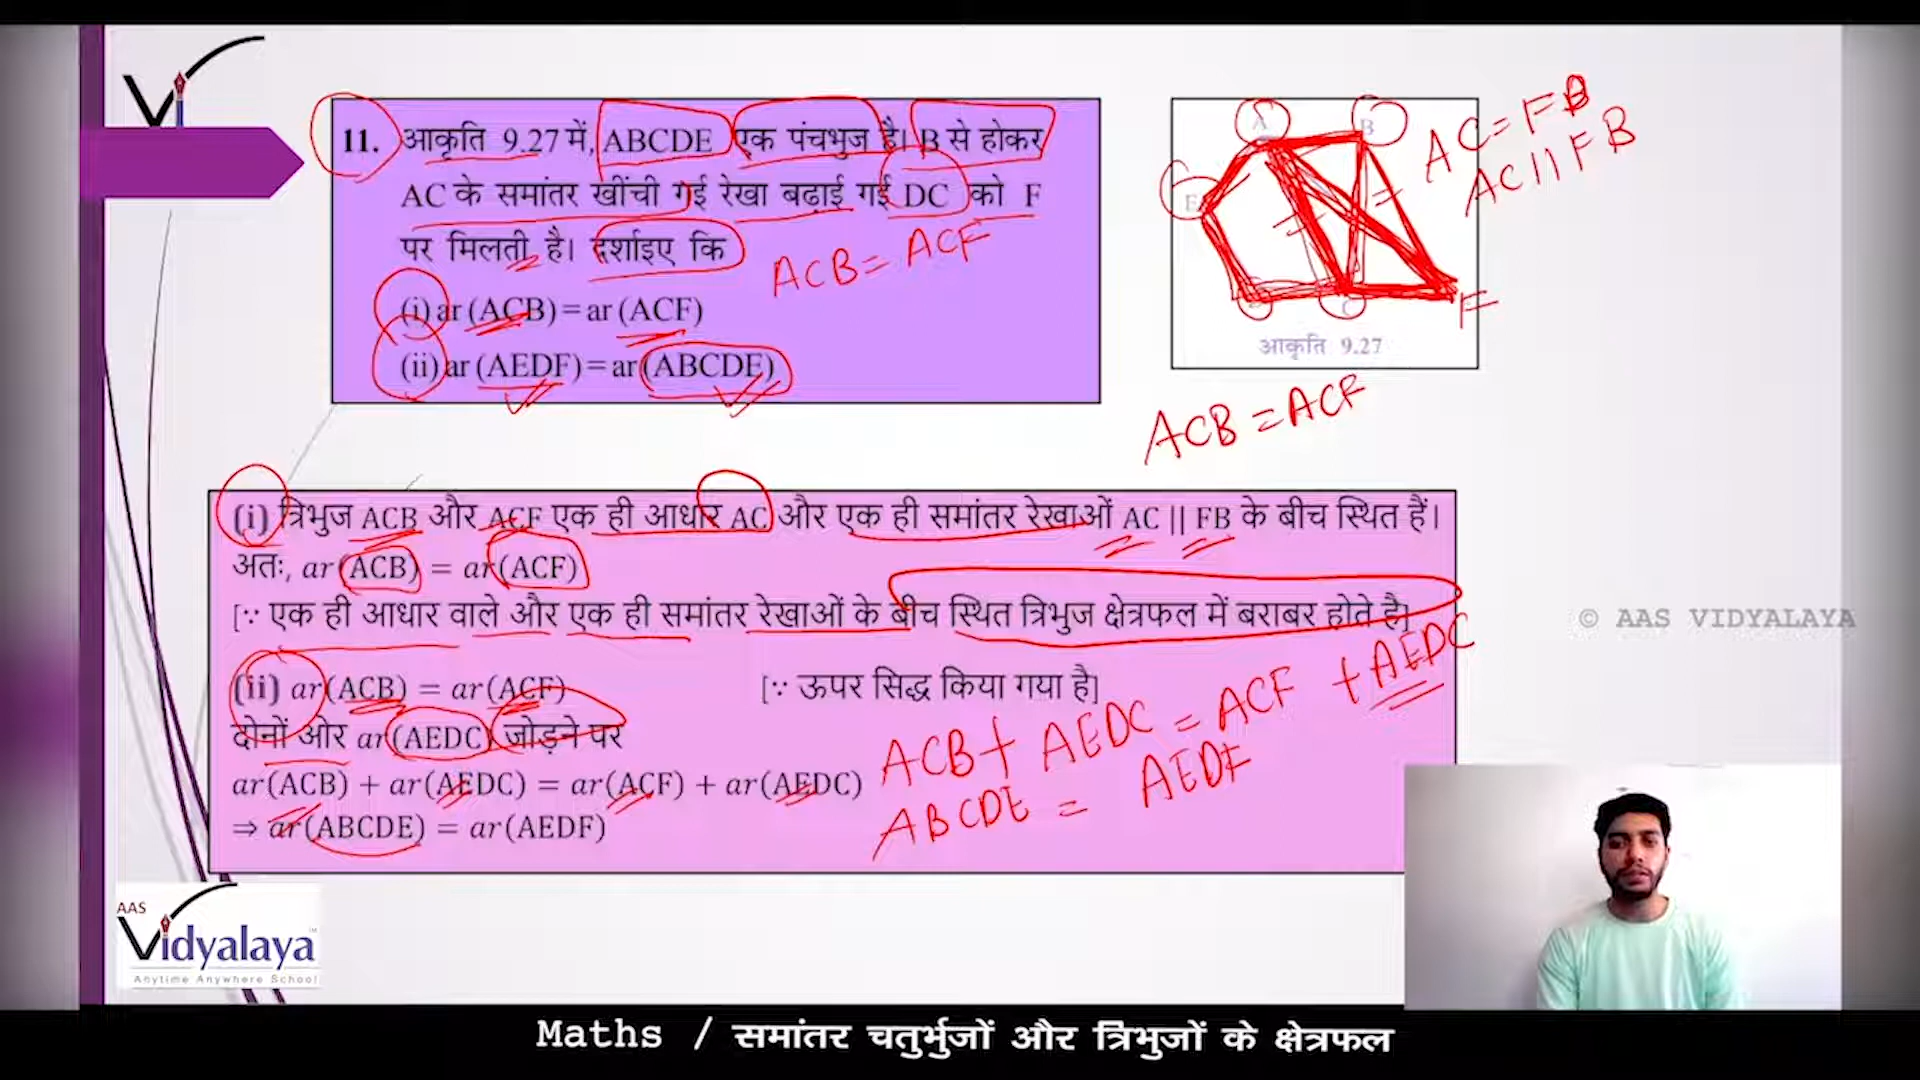 11. आकृति 9.27 में, ABCDE एक पंचभुज है। B से होकर
AC के समांतर खींची गई रेखा बढ़ाई गई DC को F
पर मिलती है। दर्शाइए कि
(i) ar (ACB) = ar (ACF)
(ii) ar (AEDF) = ar (ABCDE)
ACB = ACF
A B
E
C
F
आकृति 9.27
AC = FB
AC || FB
ACB = ACF
(i) त्रिभुज ACB और ACF एक ही आधार AC और एक ही समांतर रेखाओं AC || FB के बीच स्थित हैं।
अतः, ar(ACB) = ar(ACF)
[∵ एक ही आधार वाले और एक ही समांतर रेखाओं के बीच स्थित त्रिभुज क्षेत्रफल में बराबर होते है]
(ii) ar(ACB) = ar(ACF) [∵ ऊपर सिद्ध किया गया है]
दोनों ओर ar(AEDC) जोड़ने पर
ar(ACB) + ar(AEDC) = ar(ACF) + ar(AEDC)
⇒ ar(ABCDE) = ar(AEDF)
ACB + AEDC = ACF + AEDC
ABCDE = AEDF
© AAS VIDYALAYA
AAS
Vidyalaya
Anytime Anywhere School
Maths / समांतर चतुर्भुजों और त्रिभुजों के क्षेत्रफल